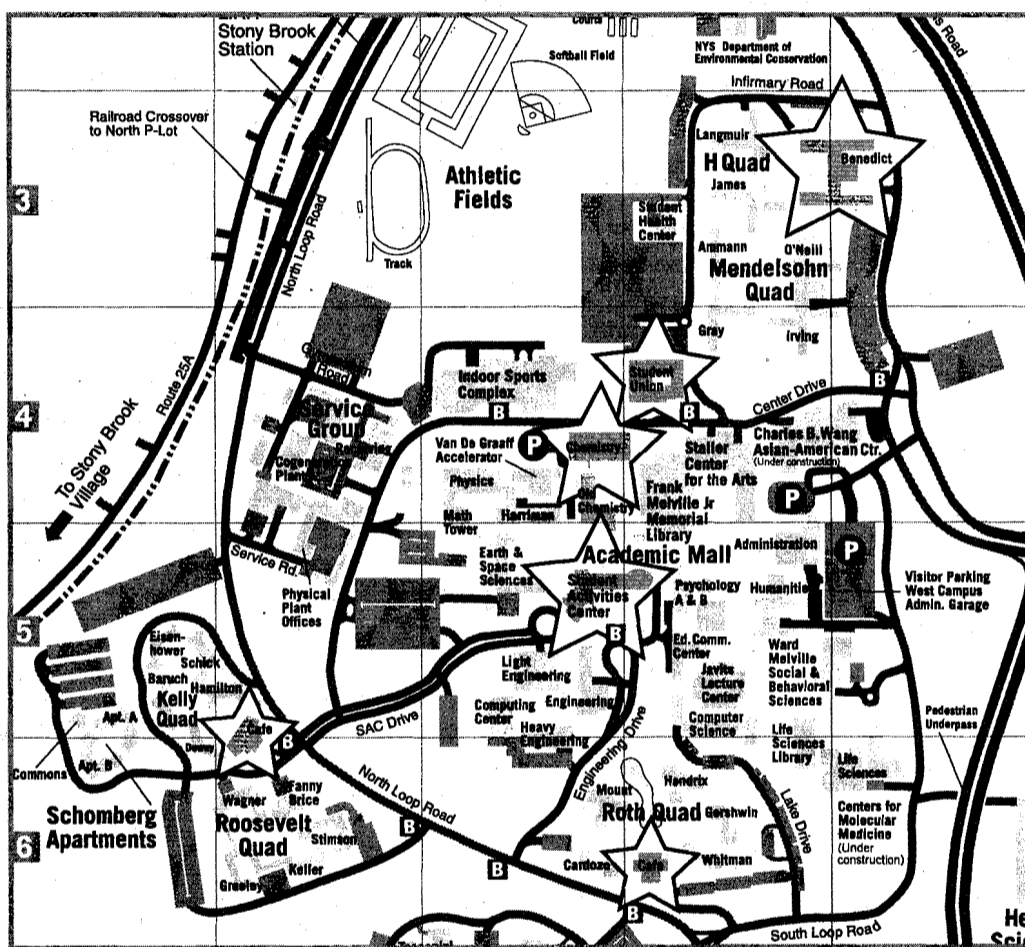 Courts
Stony Brook
Station
Softball Field
NYS Department of
Environmental Conservation
Infirmary Road
Railroad Crossover
to North P-Lot
Langmuir
H Quad
Benedict
James
Athletic
Fields
3
Student
Health
Center
North Loop Road
Track
Ammann
O'Neill
Mendelsohn
Quad
Gray
Irving
Route 25A
Road
Indoor Sports
Complex
Student
Union
Center Drive
B
B
B
4
Service
Group
Van De Graaff
Accelerator
P
Chemistry
Staller
Center
for the Arts
Charles B. Wang
Asian-American Ctr.
(Under construction)
To Stony Brook
Village
Plant
Physics
Old
Chemistry
Harriman
Frank
Melville Jr
Memorial
Library
P
Math
Tower
Service Rd.
Earth &
Space
Sciences
Academic Mall
Administration
P
Student
Activities
Center
Psychology
A & B
Humanities
Visitor Parking
West Campus
Admin. Garage
Physical
Plant
Offices
5
Eisen-
hower
Schick
B
Ed. Comm.
Center
Ward
Melville
Social &
Behavioral
Sciences
Baruch
Hamilton
Kelly
Quad
Light
Engineering
Javits
Lecture
Center
Apt. A
Computing
Center
Engineering
Computer
Science
Pedestrian
Underpass
SAC Drive
Cafe
B
Dewey
Heavy
Engineering
Life
Sciences
Library
Commons
Apt. B
Engineering Drive
Life
Sciences
North Loop Road
Mount
Hendrix
Fanny
Brice
Wagner
Schomberg
Apartments
Roth Quad
Gershwin
Lake Drive
Centers for
Molecular
Medicine
(Under
construction)
Roosevelt
Quad
Stimson
B
6
Keller
Greeley
B
Cardozo
Cafe
Whitman
B
South Loop Road